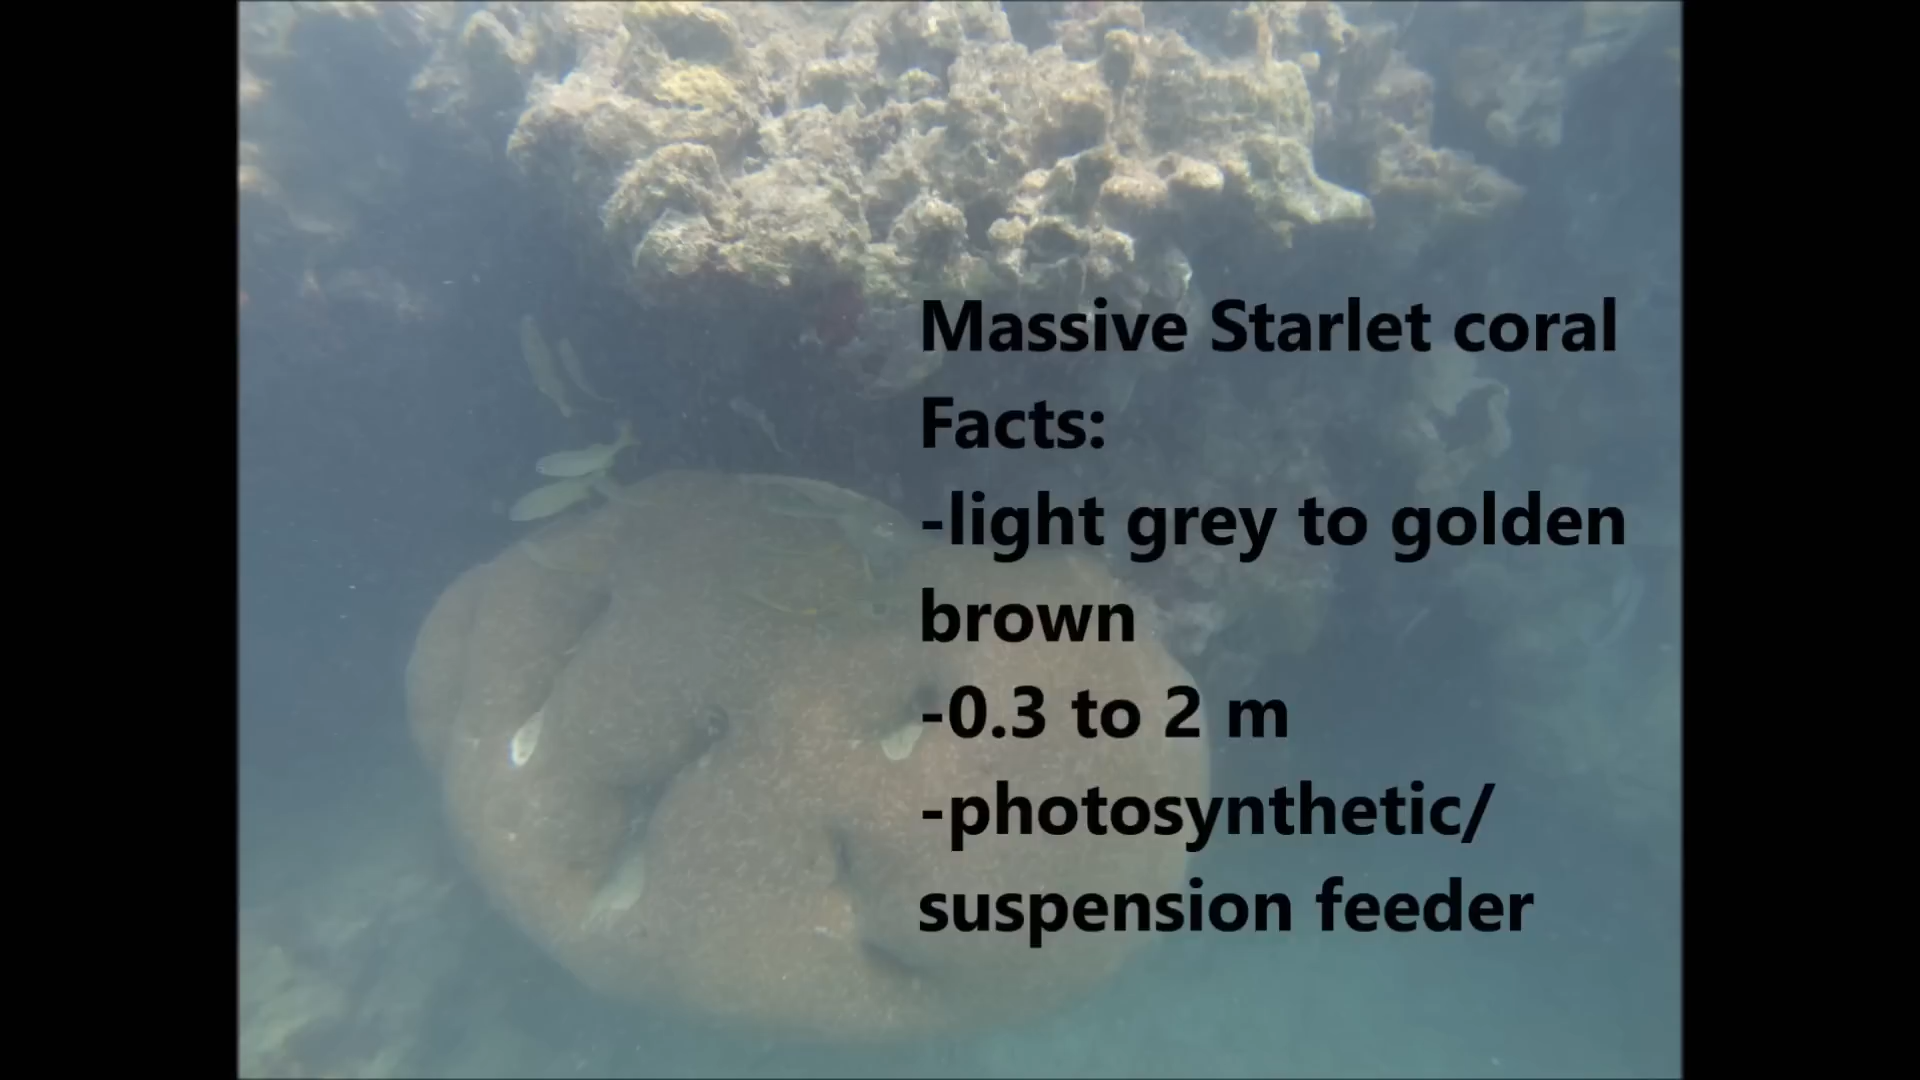 Massive Starlet coral
Facts:
-light grey to golden
brown
-0.3 to 2 m
-photosynthetic/
suspension feeder